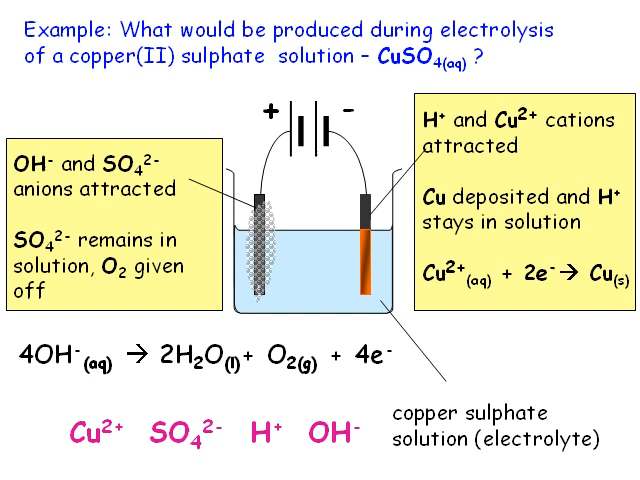 Example: What would be produced during electrolysis
of a copper(II) sulphate solution – CuSO₄₍ₐq₎ ?
+ –
OH⁻ and SO₄²⁻
anions attracted
SO₄²⁻ remains in
solution, O₂ given
off
H⁺ and Cu²⁺ cations
attracted
Cu deposited and H⁺
stays in solution
Cu²⁺(aq) + 2e⁻→ Cu(s)
4OH⁻(aq) → 2H₂O(l)+ O₂(g) + 4e⁻
Cu²⁺ SO₄²⁻ H⁺ OH⁻
copper sulphate
solution (electrolyte)